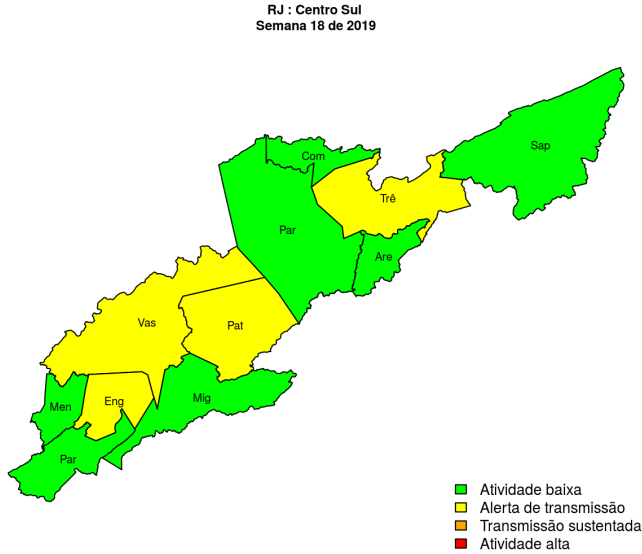 RJ : Centro Sul
Semana 18 de 2019
Sap
Com
Trê
Par
Are
Vas
Pat
Mig
Eng
Men
Par
Atividade baixa
Alerta de transmissão
Transmissão sustentada
Atividade alta